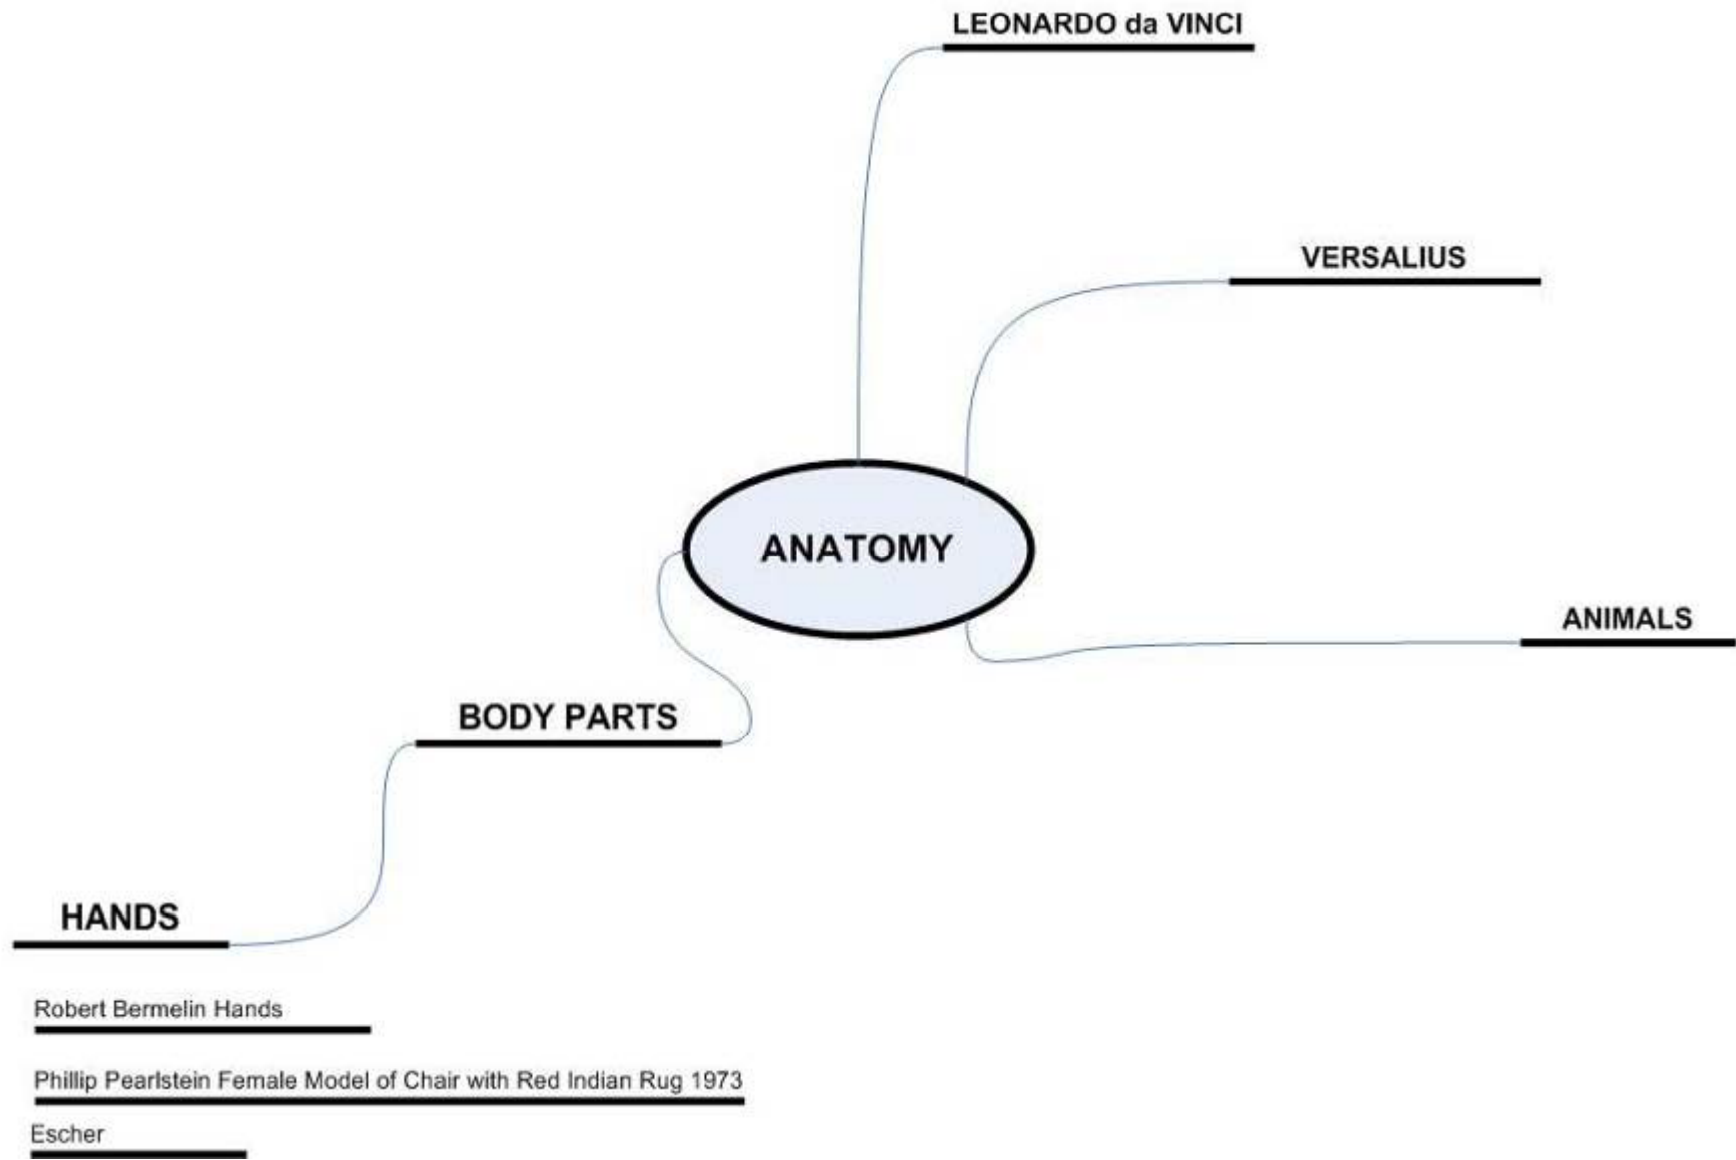 LEONARDO da VINCI
VERSALIUS
ANATOMY
ANIMALS
BODY PARTS
HANDS
Robert Bermelin Hands
Phillip Pearlstein Female Model of Chair with Red Indian Rug 1973
Escher